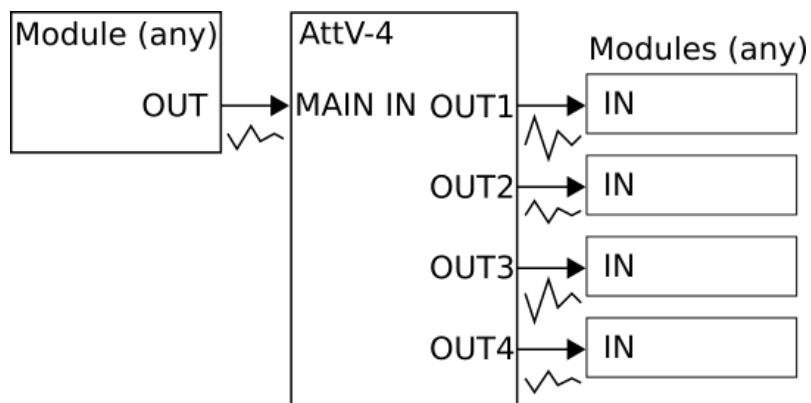 Module (any)
OUT
AttV-4
MAIN IN
OUT1
OUT2
OUT3
OUT4
Modules (any)
IN
IN
IN
IN